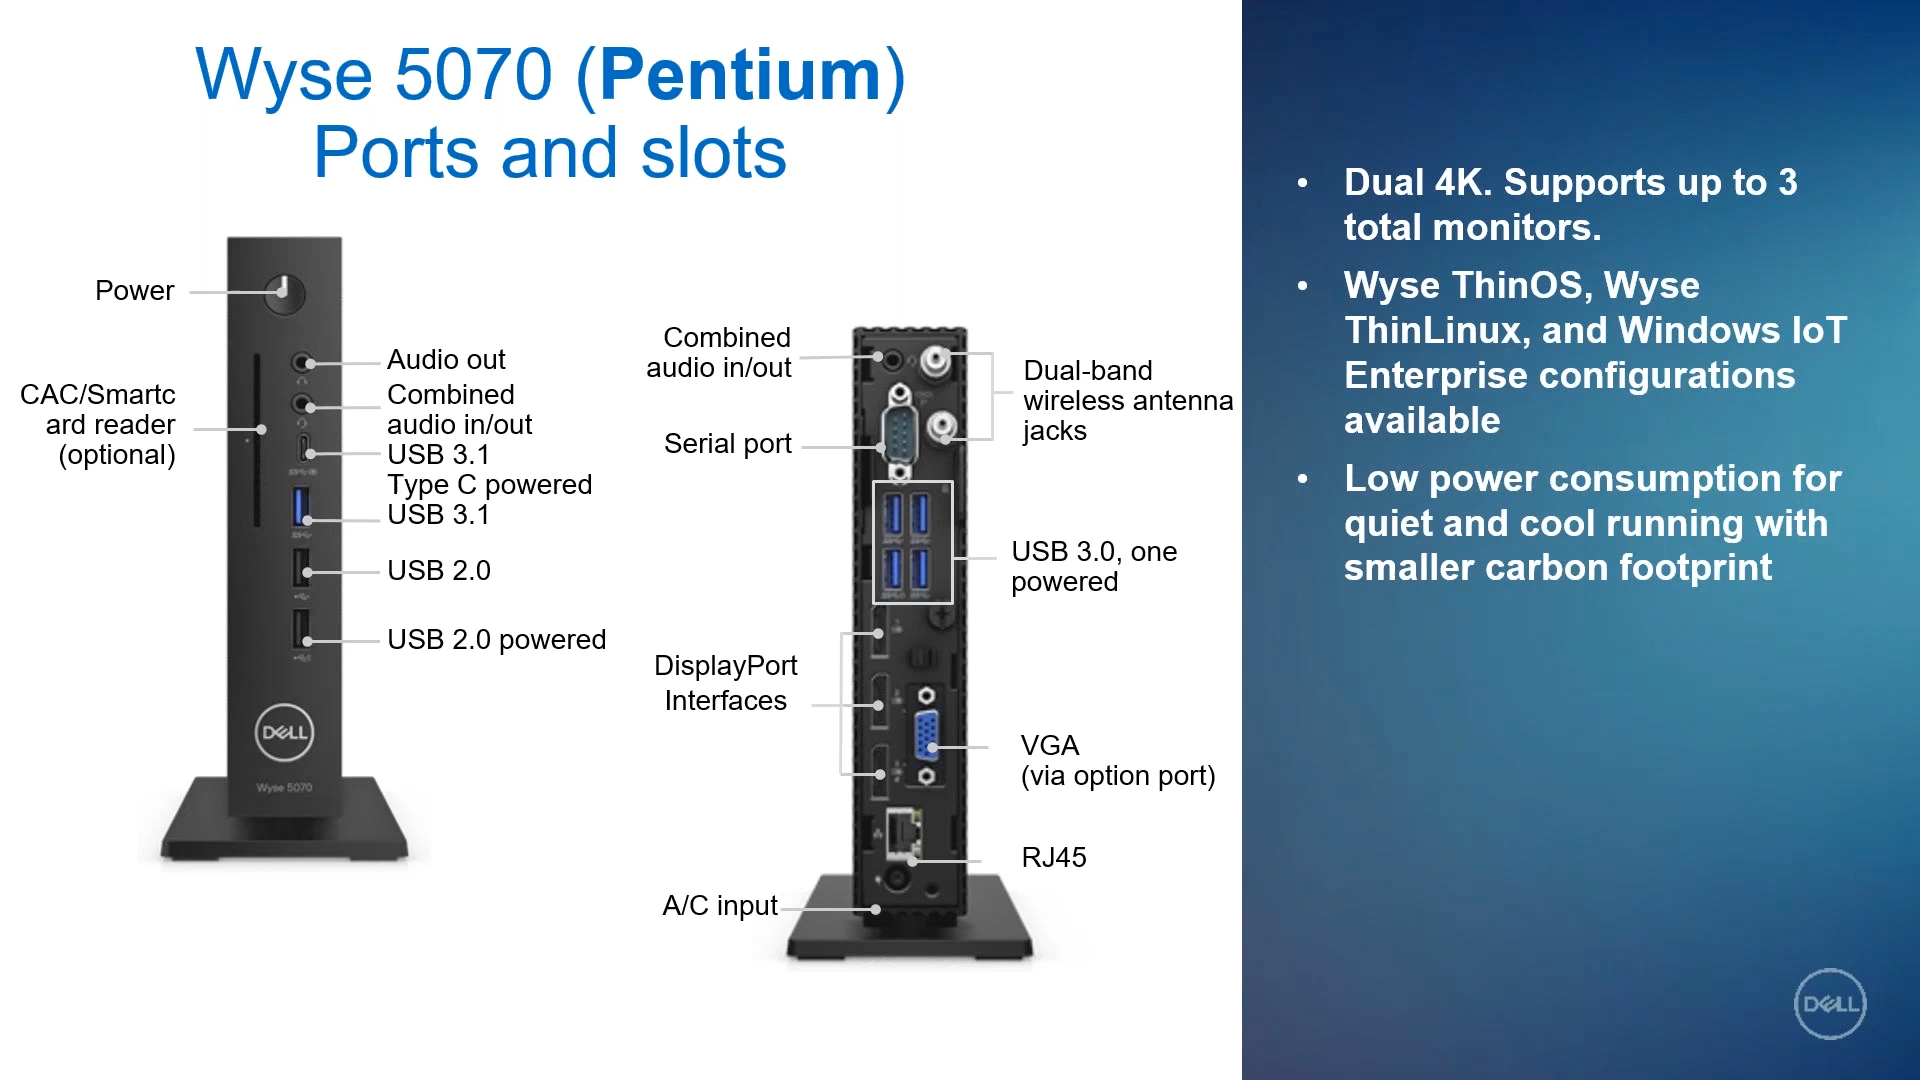 Wyse 5070 (Pentium)
Ports and slots
Power
CAC/Smartc
ard reader
(optional)
Audio out
Combined
audio in/out
USB 3.1
Type C powered
USB 3.1
USB 2.0
USB 2.0 powered
DELL
Wyse 5070
Combined
audio in/out
Serial port
DisplayPort
Interfaces
A/C input
Dual-band
wireless antenna
jacks
USB 3.0, one
powered
VGA
(via option port)
RJ45
• Dual 4K. Supports up to 3
total monitors.
• Wyse ThinOS, Wyse
ThinLinux, and Windows IoT
Enterprise configurations
available
• Low power consumption for
quiet and cool running with
smaller carbon footprint
DELL